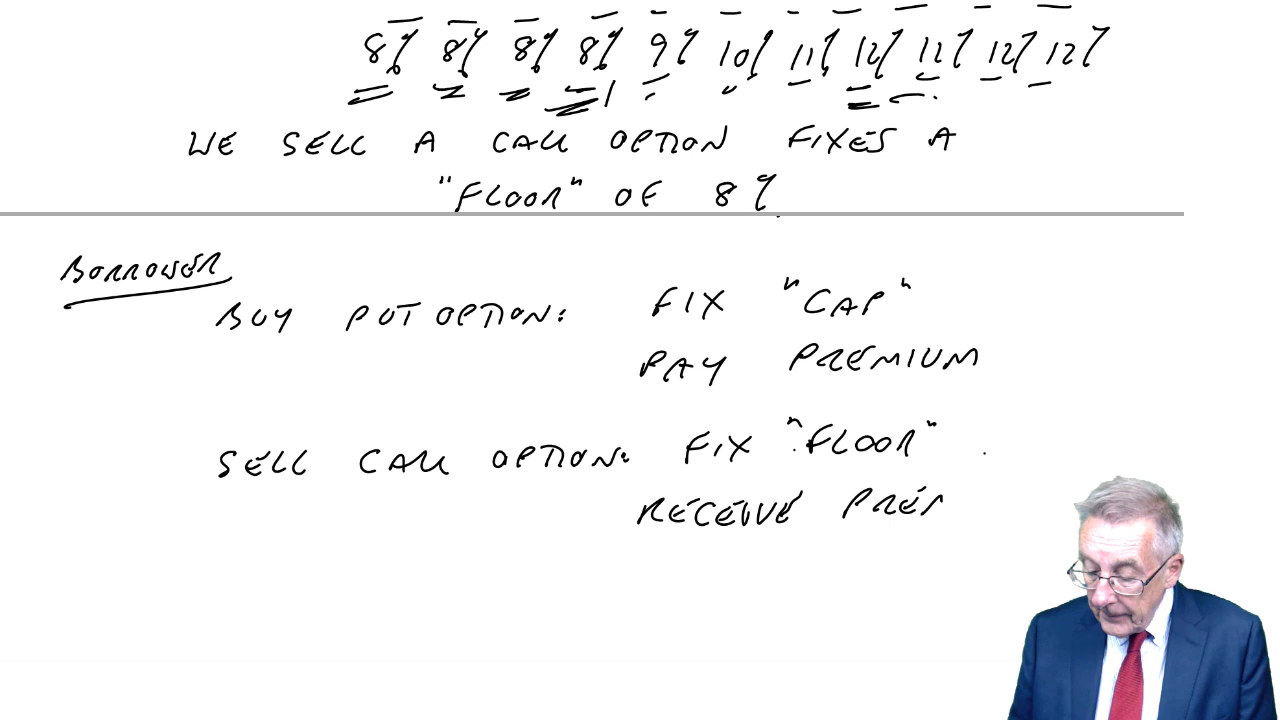 8% 8% 8% 8% 9% 10% 11% 12% 12% 12% 12%
WE SELL A CALL OPTION FIXES A
"FLOOR" OF 8%
BORROWER
BUY PUT OPTION: FIX "CAP"
PAY PREMIUM
SELL CALL OPTION: FIX "FLOOR"
RECEIVE PREM